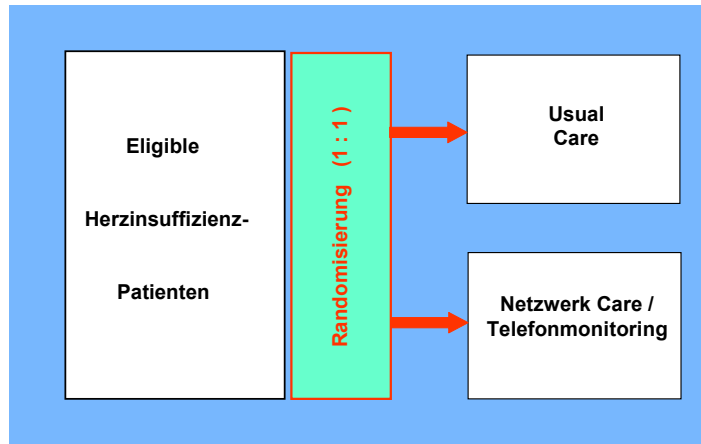 Eligible
Herzinsuffizienz-
Patienten
Randomisierung (1 : 1 )
Usual
Care
Netzwerk Care /
Telefonmonitoring